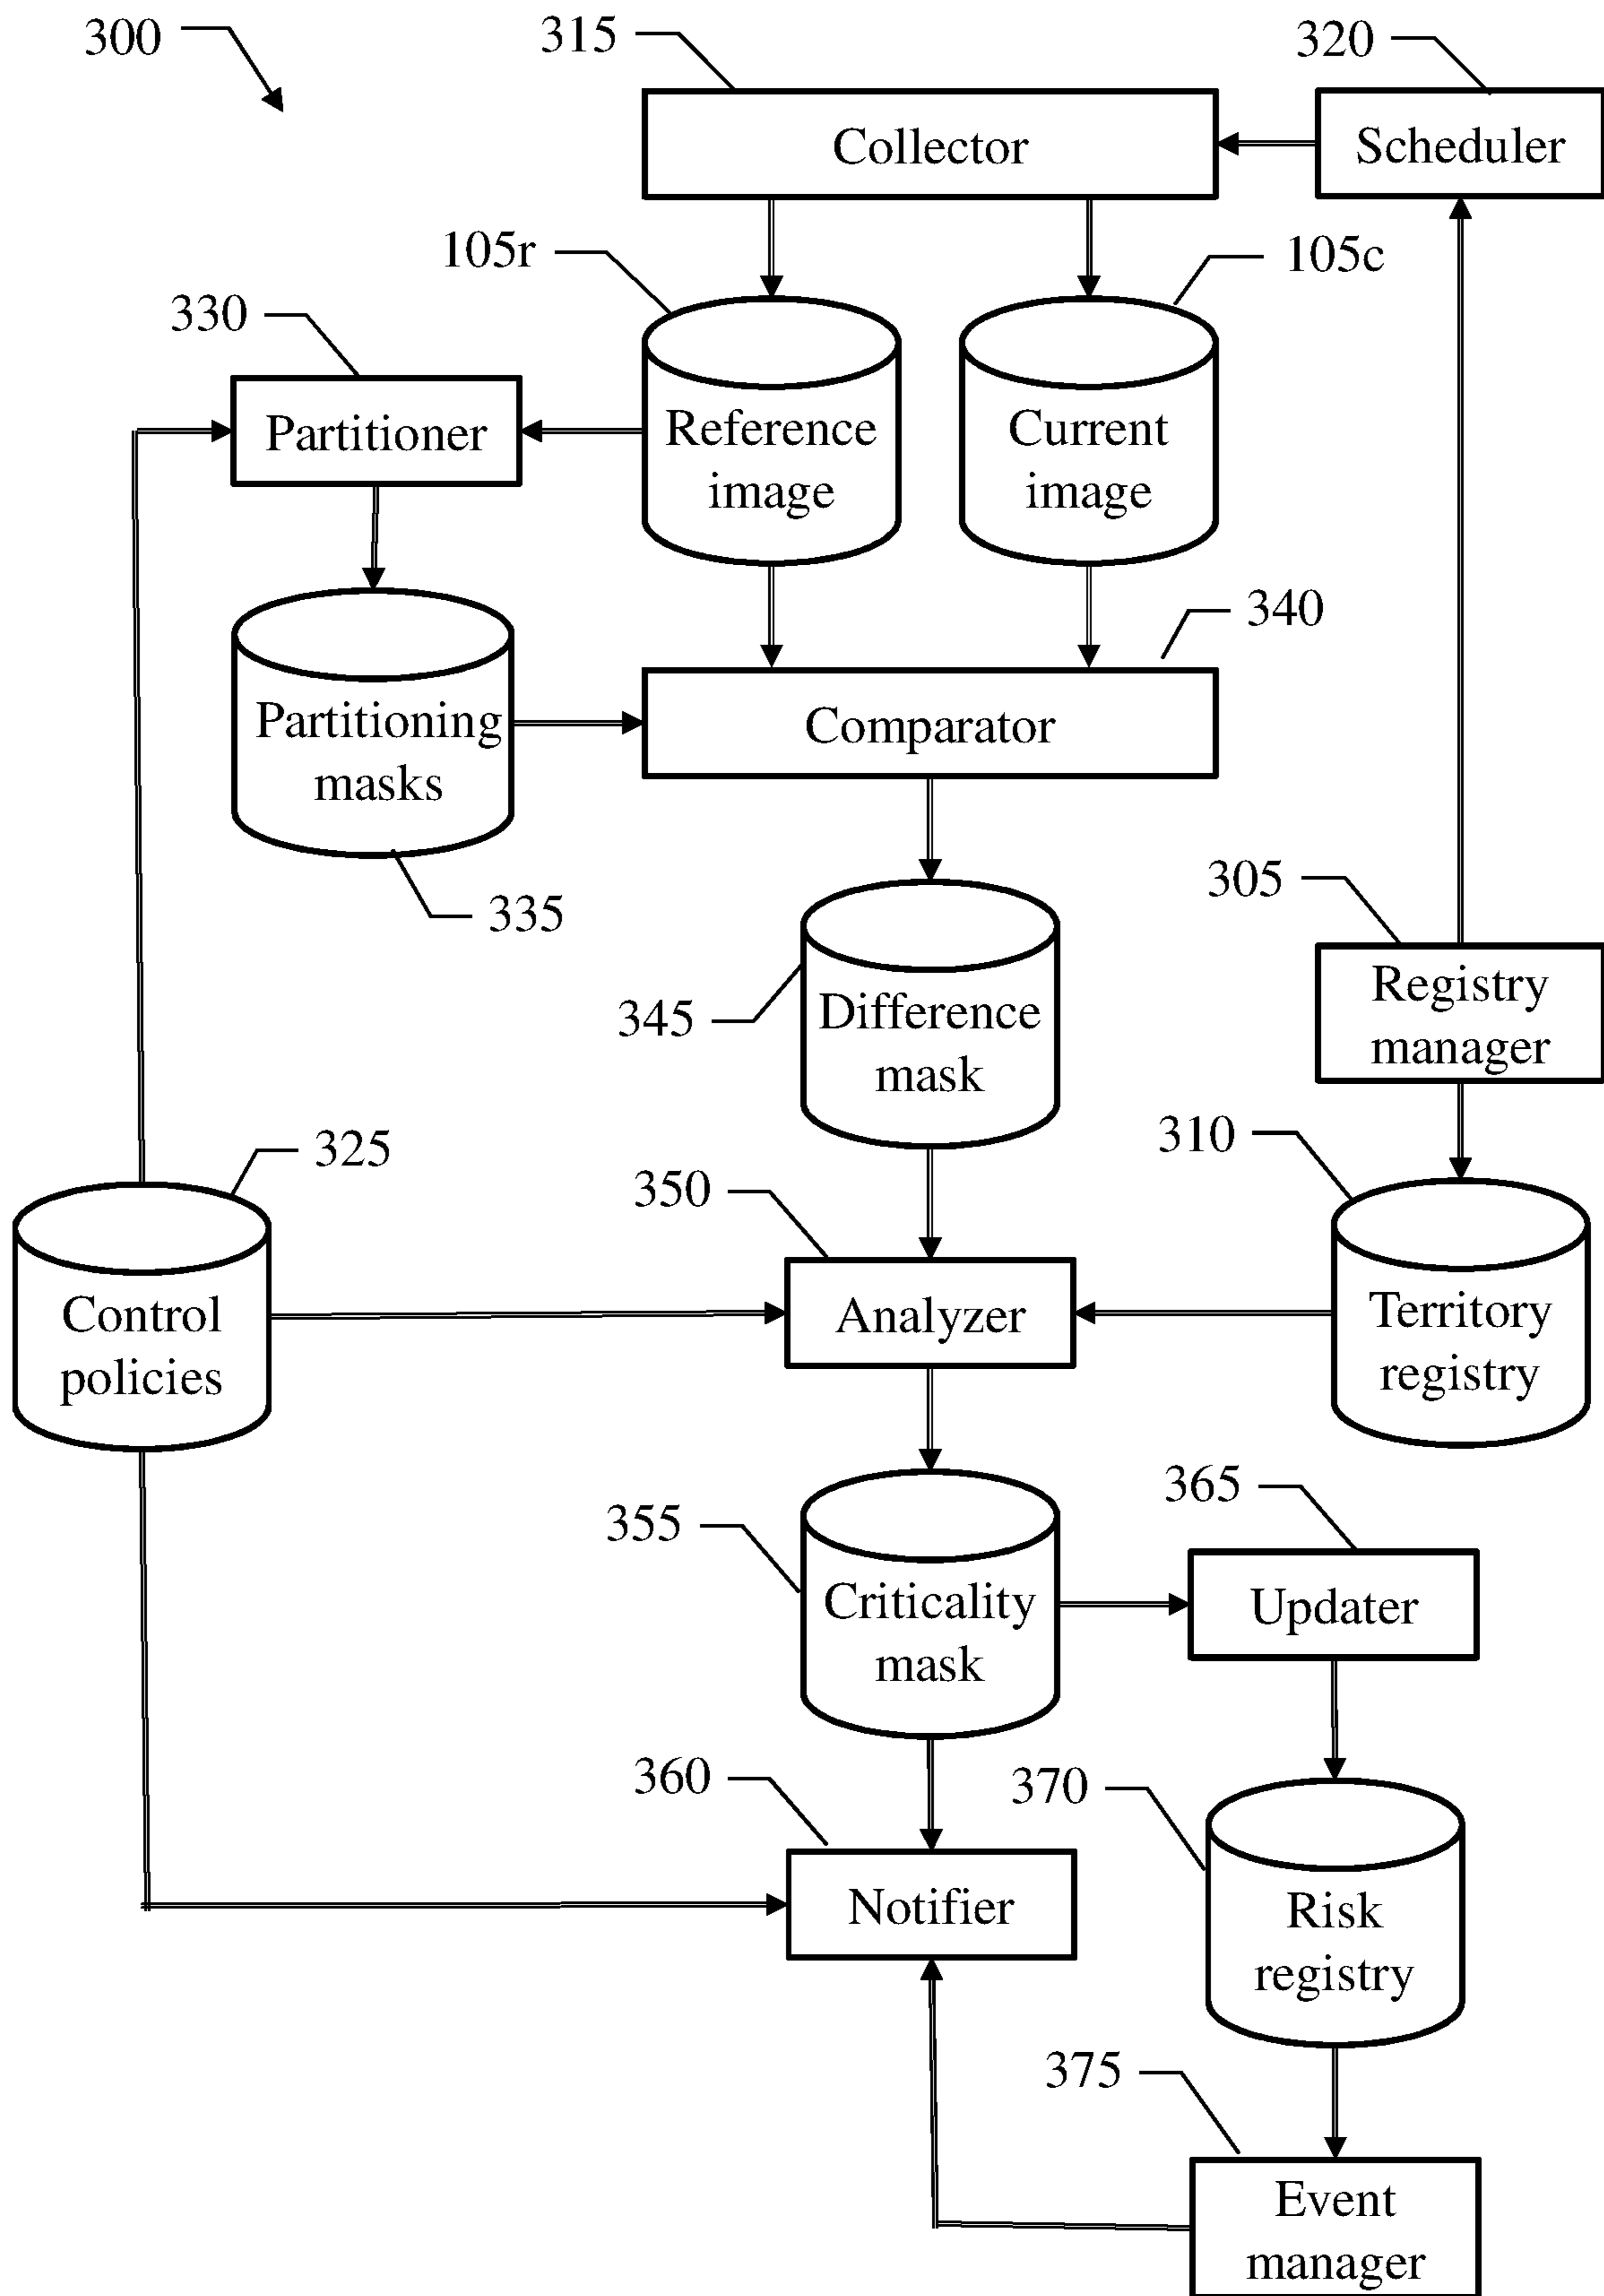 300
315
320
Collector
Scheduler
105r
105c
330
Partitioner
Reference
image
Current
image
340
Partitioning
masks
Comparator
335
305
Registry
manager
345
Difference
mask
310
325
350
Control
policies
Analyzer
Territory
registry
365
355
Criticality
mask
Updater
360
370
Notifier
Risk
registry
375
Event
manager